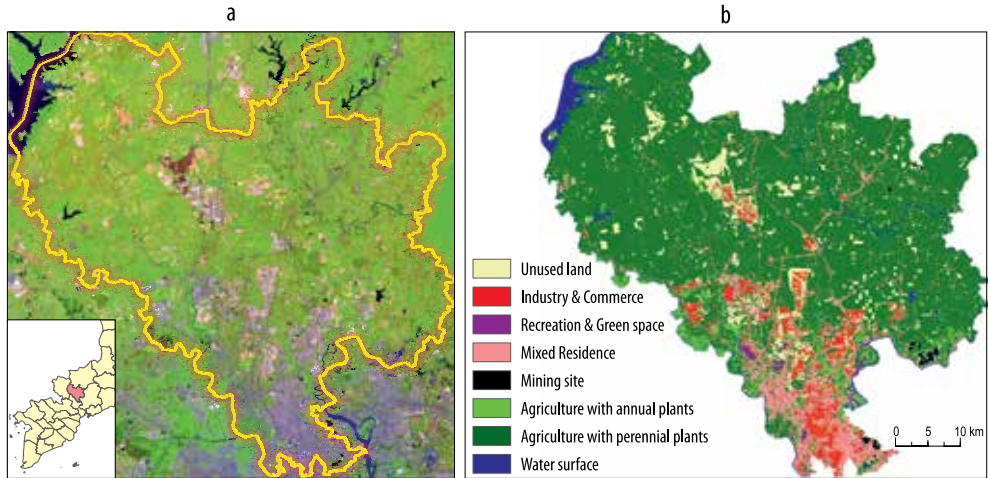 a
b
Unused land
Industry & Commerce
Recreation & Green space
Mixed Residence
Mining site
Agriculture with annual plants
Agriculture with perennial plants
Water surface
0 5 10 km